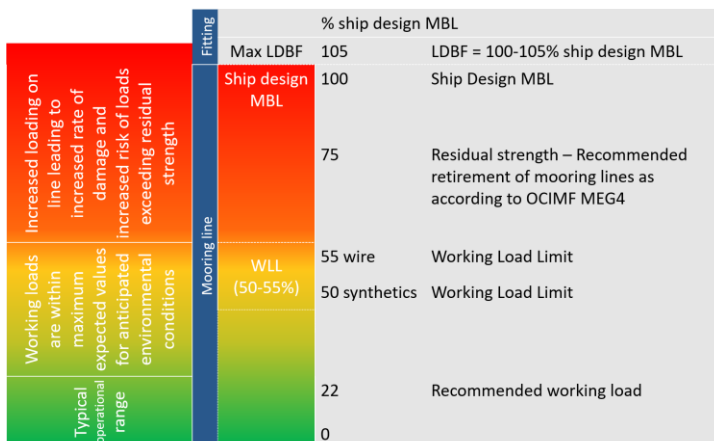 % ship design MBL
Fitting
Max LDBF 105 LDBF = 100-105% ship design MBL
Ship design
MBL
100 Ship Design MBL
75 Residual strength – Recommended
retirement of mooring lines as
according to OCIMF MEG4
Mooring line
WLL
(50-55%)
55 wire Working Load Limit
50 synthetics Working Load Limit
22 Recommended working load
0
Increased loading on
line leading to
increased rate of
damage and
increased risk of loads
exceeding residual
strength
Working loads
are within
maximum
expected values
for anticipated
environmental
conditions
Typical
operational
range